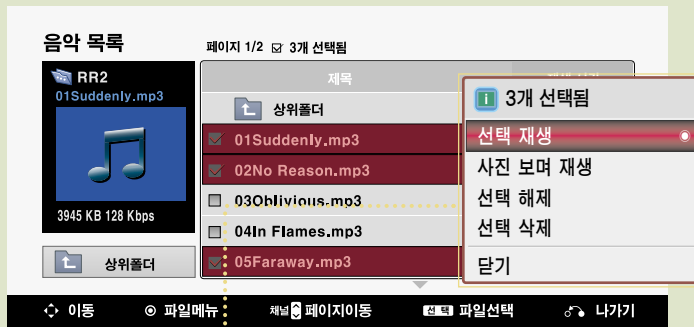 음악 목록
페이지 1/2 ☑ 3개 선택됨
RR2
01Suddenly.mp3
3945 KB 128 Kbps
상위폴더
제목
상위폴더
01Suddenly.mp3
02No Reason.mp3
03Oblivious.mp3
04In Flames.mp3
05Faraway.mp3
3개 선택됨
선택 재생
사진 보며 재생
선택 해제
선택 삭제
닫기
이동 파일메뉴 채널 페이지이동 선택 파일선택 나가기